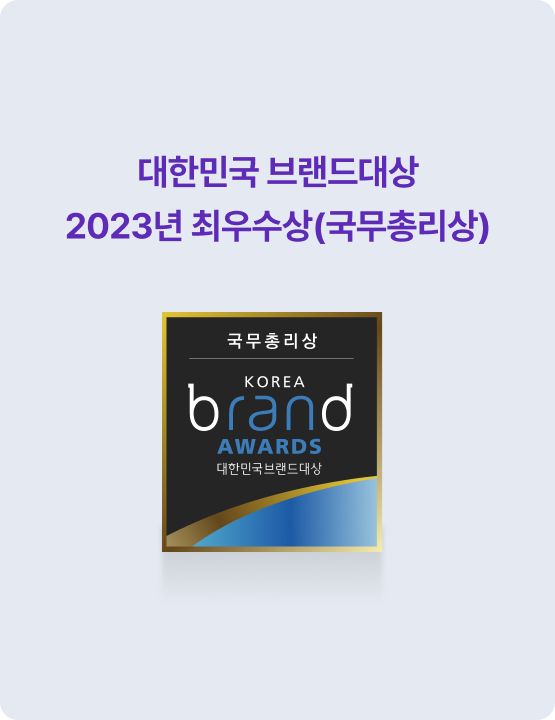 대한민국 브랜드대상
2023년 최우수상(국무총리상)
국무총리상
KOREA
brand
AWARDS
대한민국브랜드대상